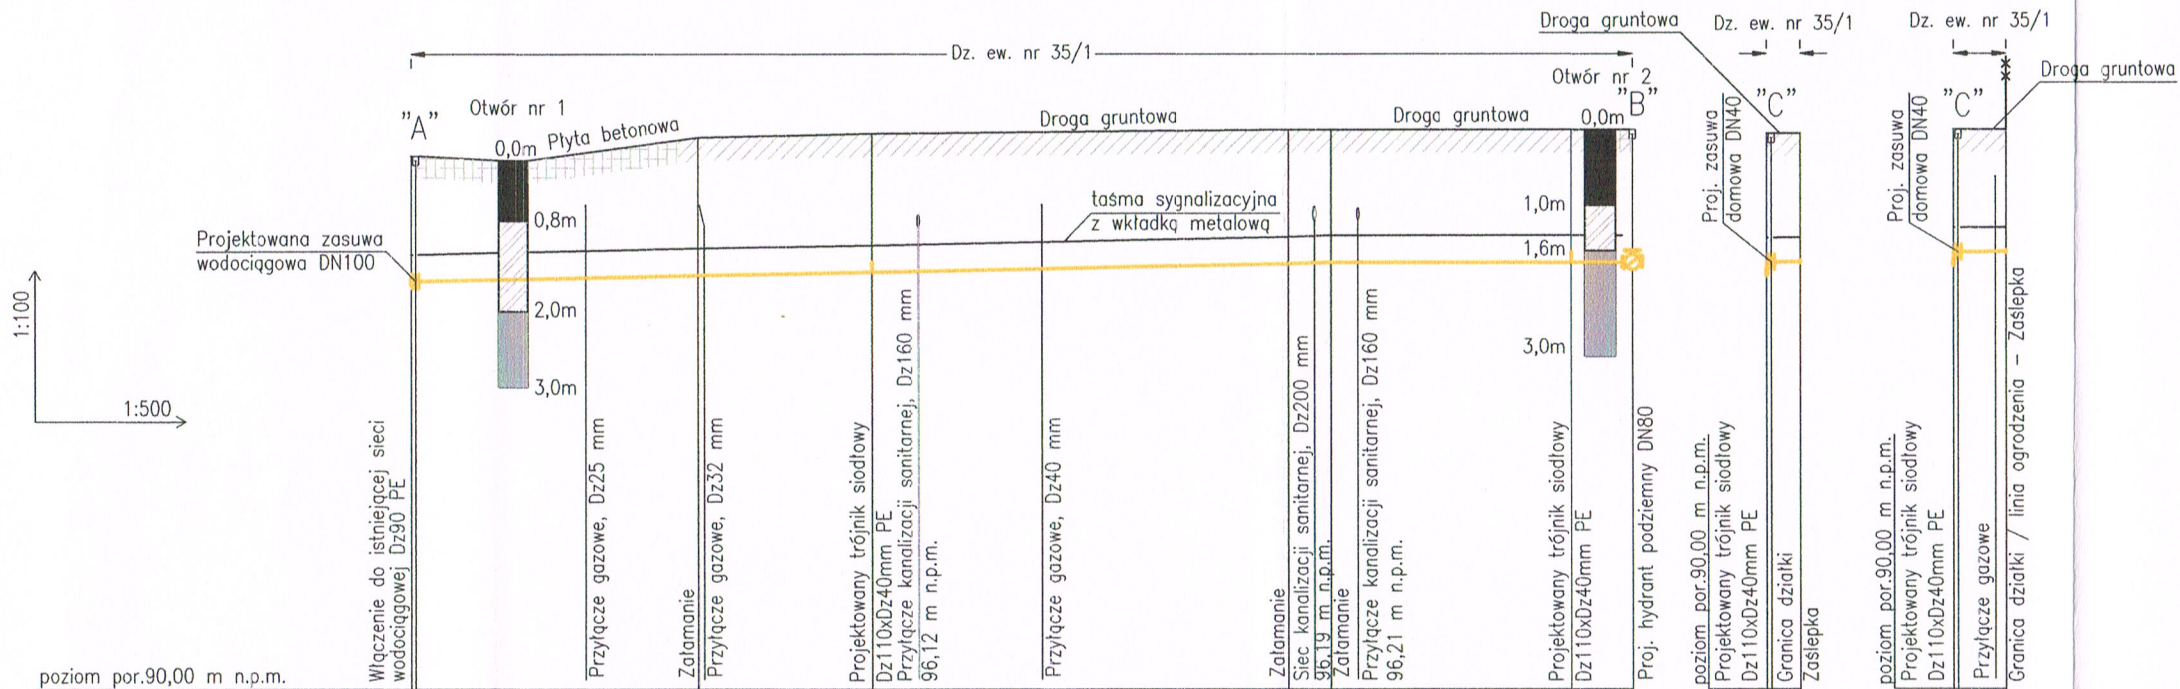 Droga gruntowa
Dz. ew. nr 35/1
Dz. ew. nr 35/1
Dz. ew. nr 35/1
Droga gruntowa
Otwór nr 2
"B"
0,0m
Otwór nr 1
"A"
0,0m
Płyta betonowa
Droga gruntowa
Droga gruntowa
"C"
"C"
Proj. zasuwa
domowa DN40
Proj. zasuwa
domowa DN40
taśma sygnalizacyjna
z wkładką metalową
0,8m
2,0m
3,0m
1,0m
1,6m
3,0m
Projektowana zasuwa
wodociągowa DN100
1:100
1:500
Włączenie do istniejącej sieci
wodociągowej Dz90 PE
Przyłącze gazowe, Dz25 mm
Załamanie
Przyłącze gazowe, Dz32 mm
Projektowany trójnik siodłowy
Dz110xDz40mm PE
Przyłącze kanalizacji sanitarnej, Dz160 mm
96,12 m n.p.m.
Przyłącze gazowe, Dz40 mm
Załamanie
Siec kanalizacji sanitarnej, Dz200 mm
96,19 m n.p.m.
Załamanie
Przyłącze kanalizacji sanitarnej, Dz160 mm
96,21 m n.p.m.
Projektowany trójnik siodłowy
Dz110xDz40mm PE
Proj. hydrant podziemny DN80
poziom por.90,00 m n.p.m.
Projektowany trójnik siodłowy
Dz110xDz40mm PE
Granica działki
Zaślepka
poziom por.90,00 m n.p.m.
Projektowany trójnik siodłowy
Dz110xDz40mm PE
Przyłącze gazowe
Granica działki / linia ogrodzenia - Zaślepka
poziom por.90,00 m n.p.m.